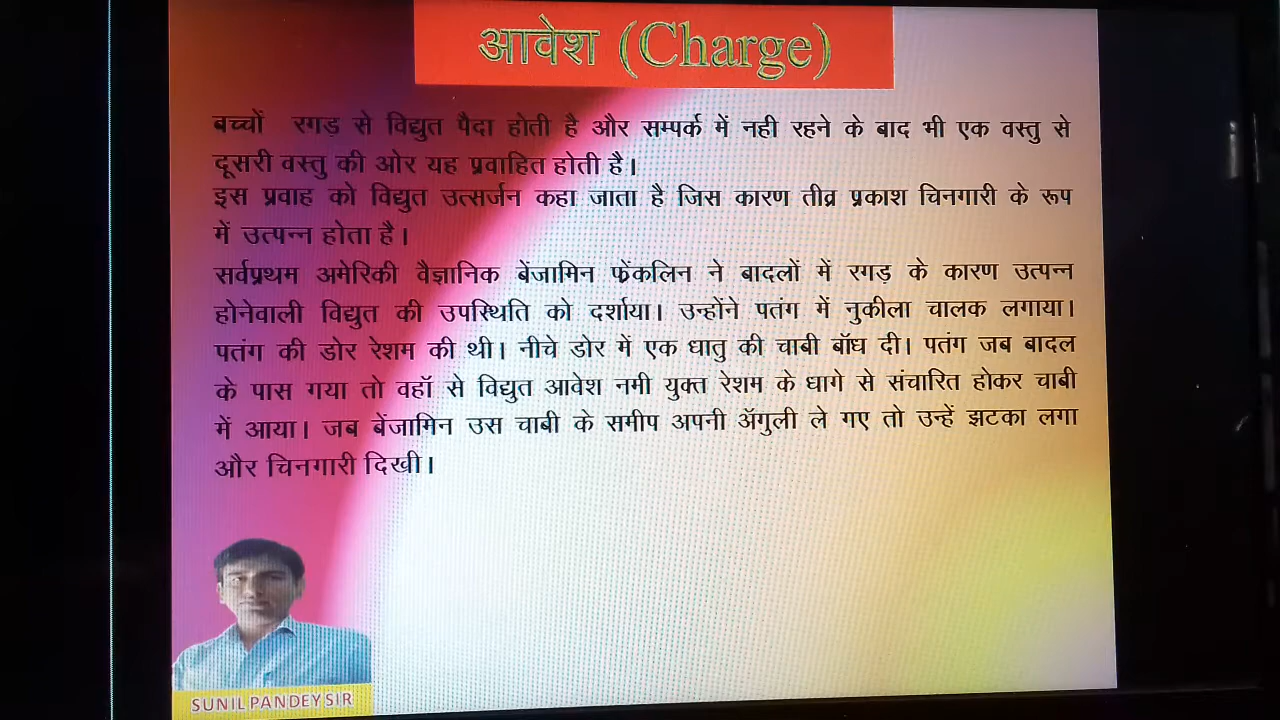 आवेश (Charge)
बच्चों रगड़ से विद्युत पैदा होती है और सम्पर्क में नही रहने के बाद भी एक वस्तु से
दूसरी वस्तु की ओर यह प्रवाहित होती है।
इस प्रवाह को विद्युत उत्सर्जन कहा जाता है जिस कारण तीव्र प्रकाश चिनगारी के रूप
में उत्पन्न होता है।
सर्वप्रथम अमेरिकी वैज्ञानिक बेंजामिन फ्रेंकलिन ने बादलों में रगड़ के कारण उत्पन्न
होनेवाली विद्युत की उपस्थिति को दर्शाया। उन्होंने पतंग में नुकीला चालक लगाया।
पतंग की डोर रेशम की थी। नीचे डोर में एक धातु की चाबी बॉध दी। पतंग जब बादल
के पास गया तो वहॉ से विद्युत आवेश नमी युक्त रेशम के धागे से संचारित होकर चाबी
में आया। जब बेंजामिन उस चाबी के समीप अपनी ॲगुली ले गए तो उन्हें झटका लगा
और चिनगारी दिखी।
SUNIL PANDEY SIR